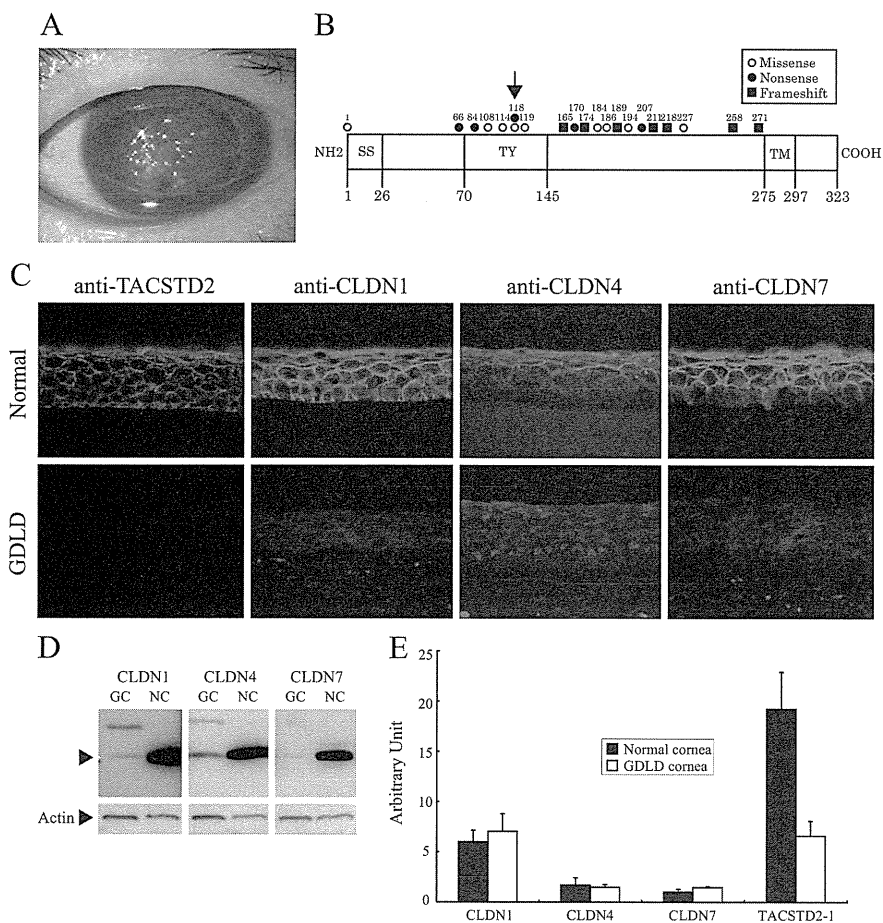 A
B
Missense
Nonsense
Frameshift
118
170 184 189 207
1 66 84 108 114 119 165 174 186 194 211 218 227 258 271
NH2 SS TY TM COOH
1 26 70 145 275 297 323
C
anti-TACSTD2 anti-CLDN1 anti-CLDN4 anti-CLDN7
Normal
GDLD
D
CLDN1 CLDN4 CLDN7
GC NC GC NC GC NC
Actin
E
25
20
15
10
5
0
Arbitrary Unit
Normal cornea
GDLD cornea
CLDN1 CLDN4 CLDN7 TACSTD2-1